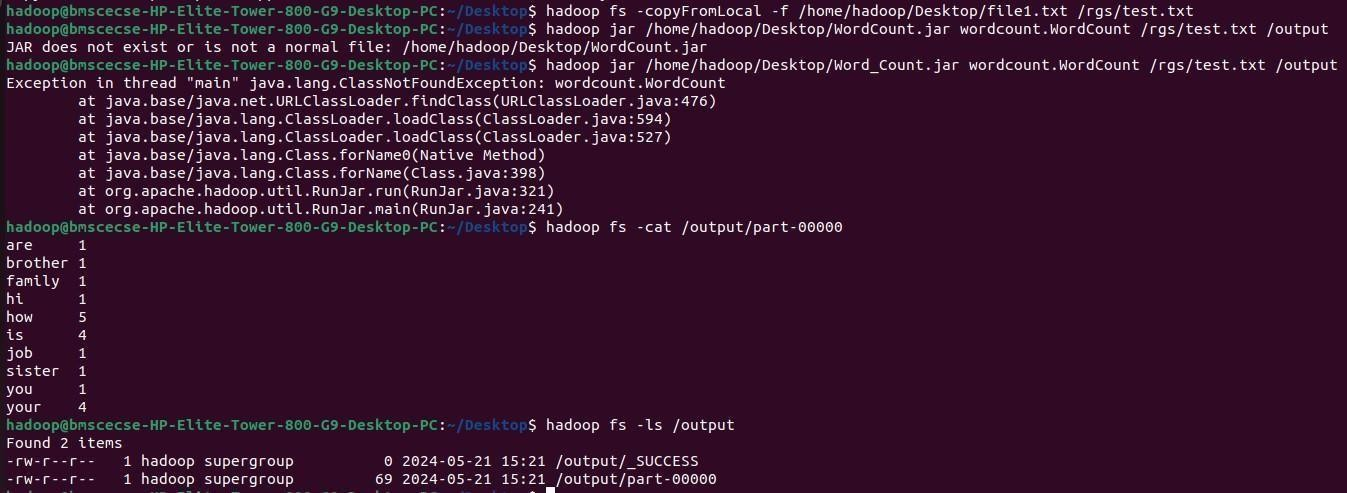 hadoop@bmscecse-HP-Elite-Tower-800-G9-Desktop-PC:~/Desktop$ hadoop fs -copyFromLocal -f /home/hadoop/Desktop/file1.txt /rgs/test.txt
hadoop@bmscecse-HP-Elite-Tower-800-G9-Desktop-PC:~/Desktop$ hadoop jar /home/hadoop/Desktop/WordCount.jar wordcount.WordCount /rgs/test.txt /output
JAR does not exist or is not a normal file: /home/hadoop/Desktop/WordCount.jar
hadoop@bmscecse-HP-Elite-Tower-800-G9-Desktop-PC:~/Desktop$ hadoop jar /home/hadoop/Desktop/Word_Count.jar wordcount.WordCount /rgs/test.txt /output
Exception in thread "main" java.lang.ClassNotFoundException: wordcount.WordCount
        at java.base/java.net.URLClassLoader.findClass(URLClassLoader.java:476)
        at java.base/java.lang.ClassLoader.loadClass(ClassLoader.java:594)
        at java.base/java.lang.ClassLoader.loadClass(ClassLoader.java:527)
        at java.base/java.lang.Class.forName0(Native Method)
        at java.base/java.lang.Class.forName(Class.java:398)
        at org.apache.hadoop.util.RunJar.run(RunJar.java:321)
        at org.apache.hadoop.util.RunJar.main(RunJar.java:241)
hadoop@bmscecse-HP-Elite-Tower-800-G9-Desktop-PC:~/Desktop$ hadoop fs -cat /output/part-00000
are     1
brother 1
family  1
hi      1
how     5
is      4
job     1
sister  1
you     1
your    4
hadoop@bmscecse-HP-Elite-Tower-800-G9-Desktop-PC:~/Desktop$ hadoop fs -ls /output
Found 2 items
-rw-r--r--   1 hadoop supergroup          0 2024-05-21 15:21 /output/_SUCCESS
-rw-r--r--   1 hadoop supergroup         69 2024-05-21 15:21 /output/part-00000